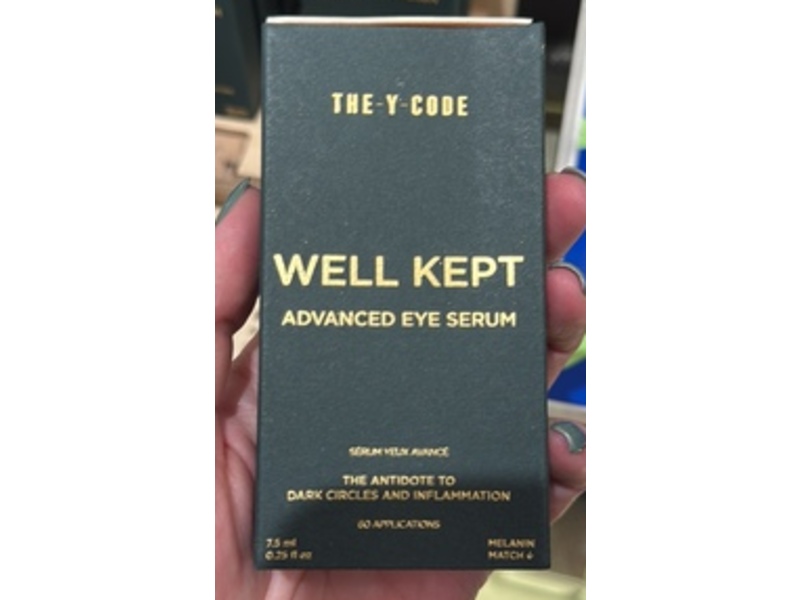 THE-Y-CODE
WELL KEPT
ADVANCED EYE SERUM
SÉRUM YEUX AVANCÉ
THE ANTIDOTE TO
DARK CIRCLES AND INFLAMMATION
60 APPLICATIONS
7.5 ml
0.25 fl oz
MELANIN
MATCH 6